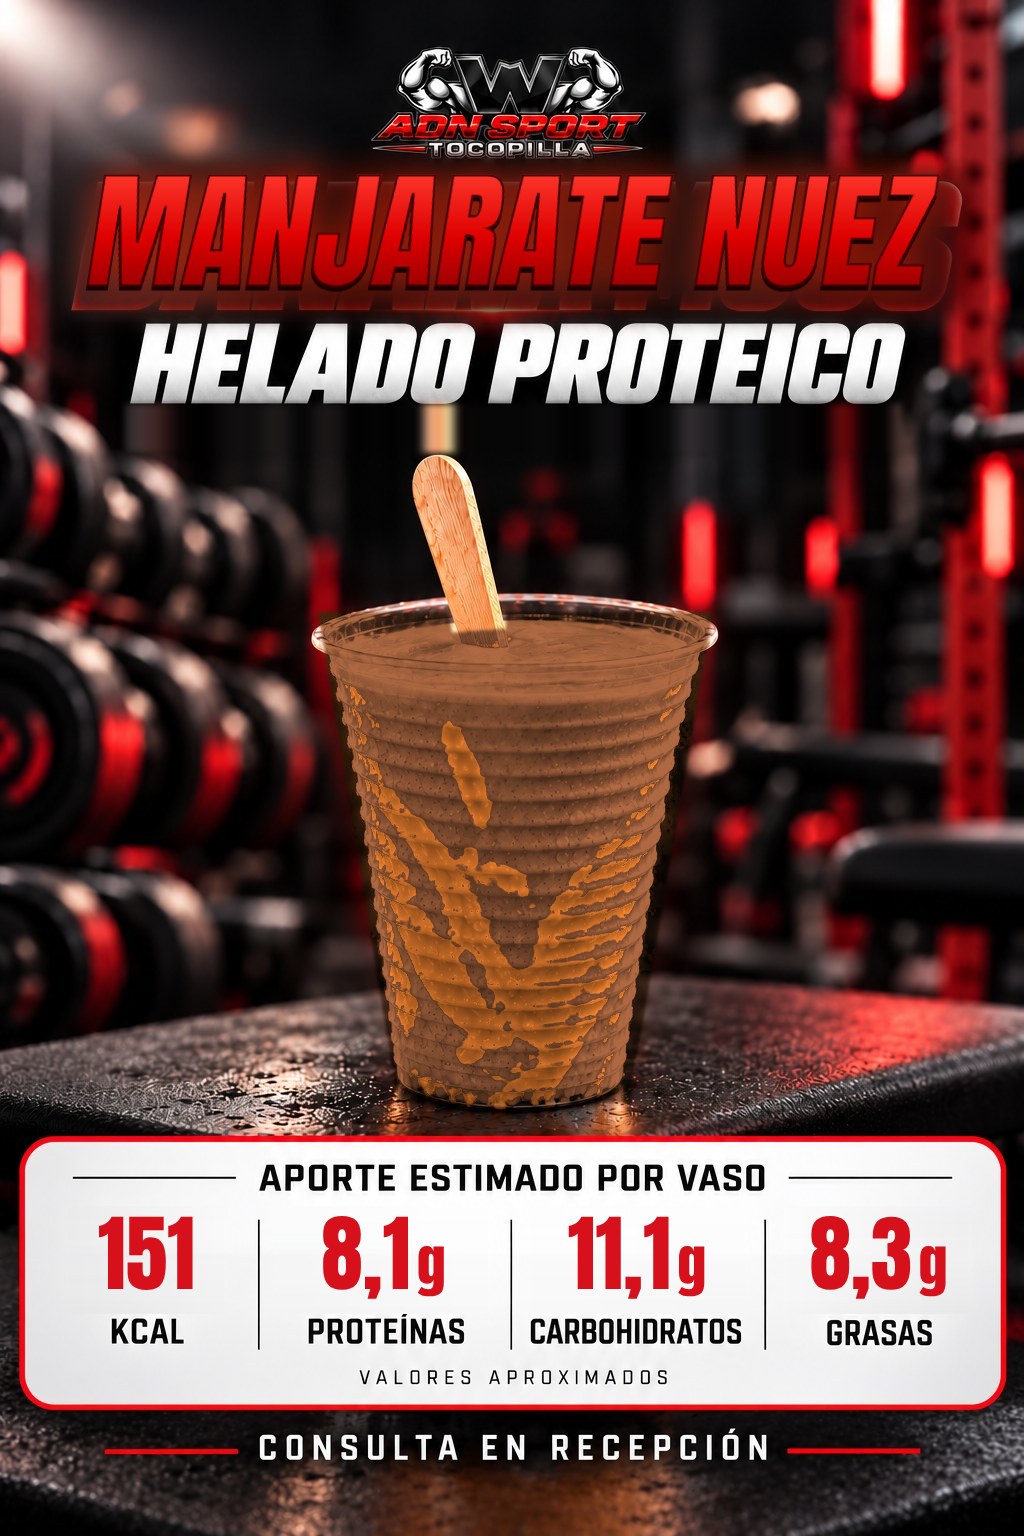 W
ADN SPORT
TOCOPILLA
MANJARATE NUEZ
HELADO PROTEICO
APORTE ESTIMADO POR VASO
151 8,1g 11,1g 8,3g
KCAL PROTEÍNAS CARBOHIDRATOS GRASAS
VALORES APROXIMADOS
CONSULTA EN RECEPCIÓN